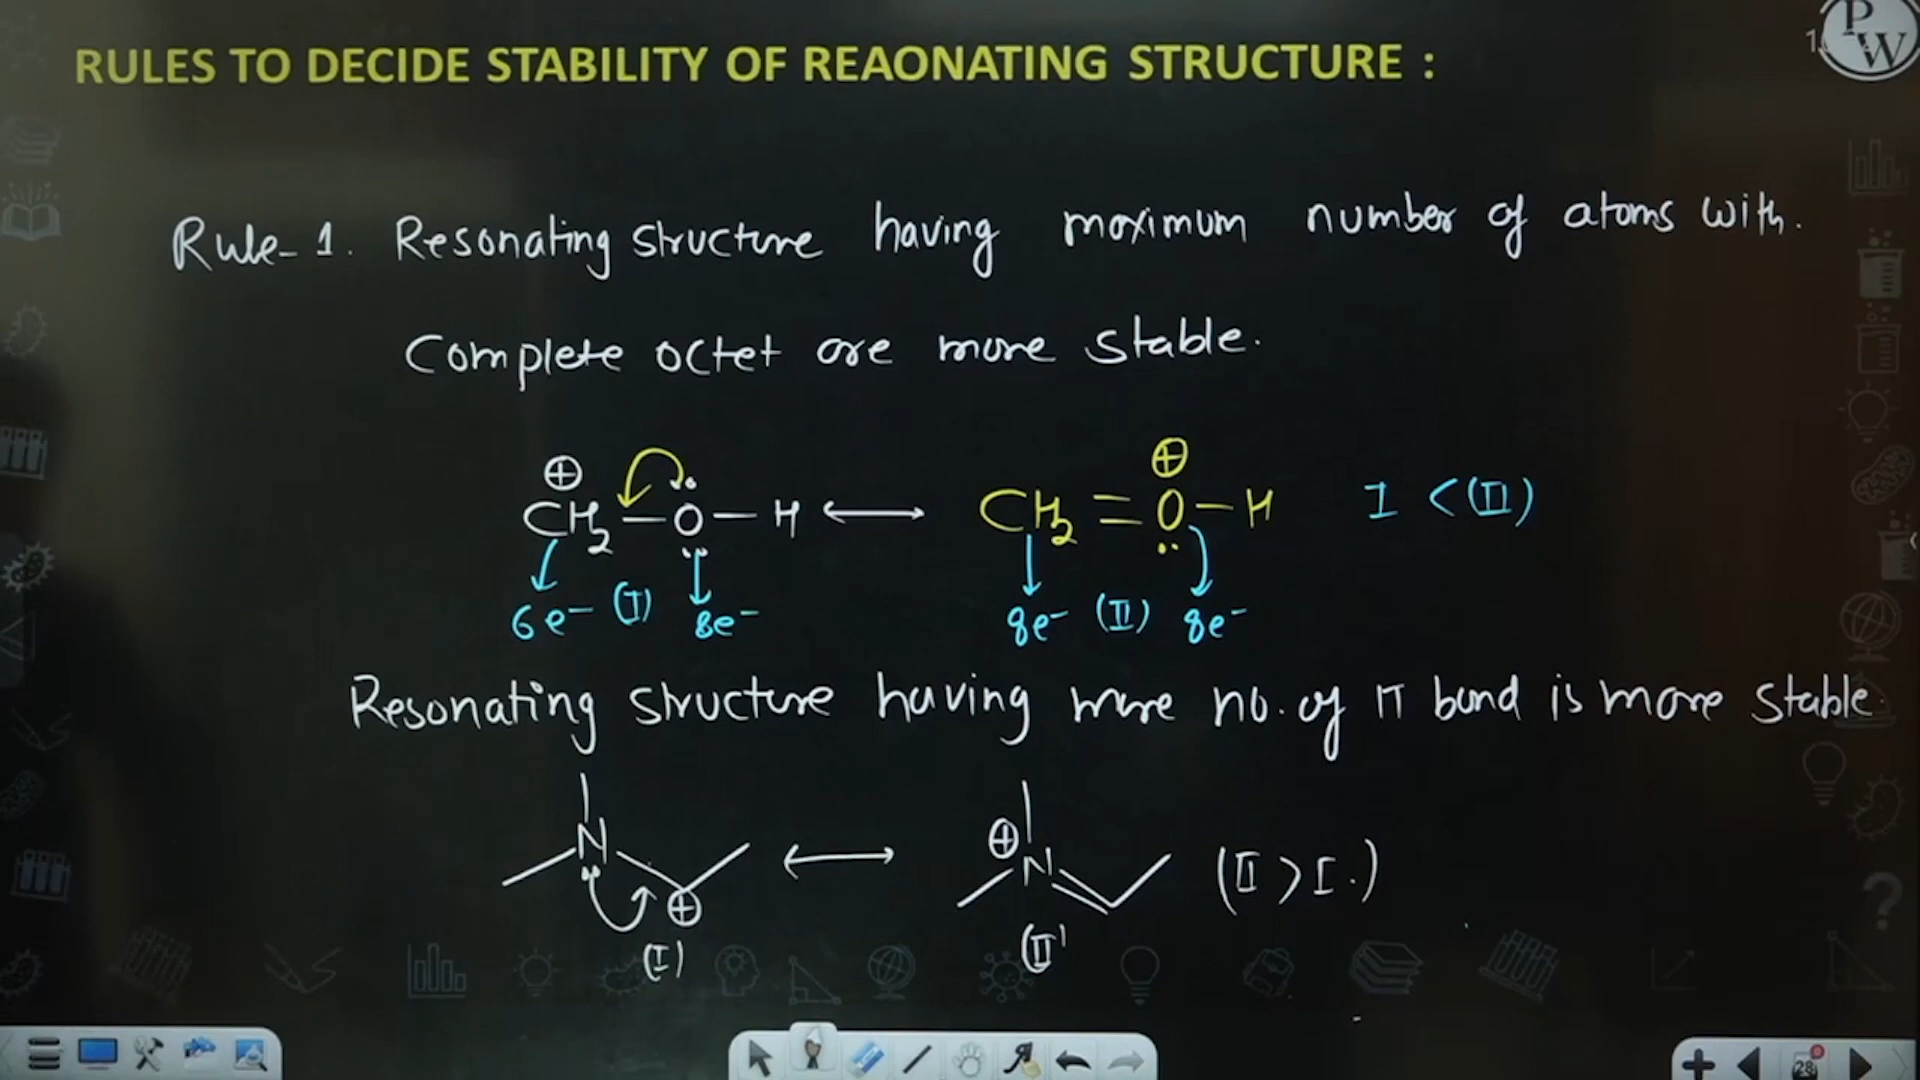 RULES TO DECIDE STABILITY OF REAONATING STRUCTURE :
PW
Rule-1. Resonating structure having maximum number of atoms with.
Complete octet are more stable.
⊕ CH₂ — O — H ⟷ CH₂ = O⊕ — H I < (II)
6e⁻ (I) 8e⁻ 8e⁻ (II) 8e⁻
Resonating structure having more no. of π bond is more stable.
N ⊕ ⟷ ⊕ N (II > I.)
(I) (II)
28